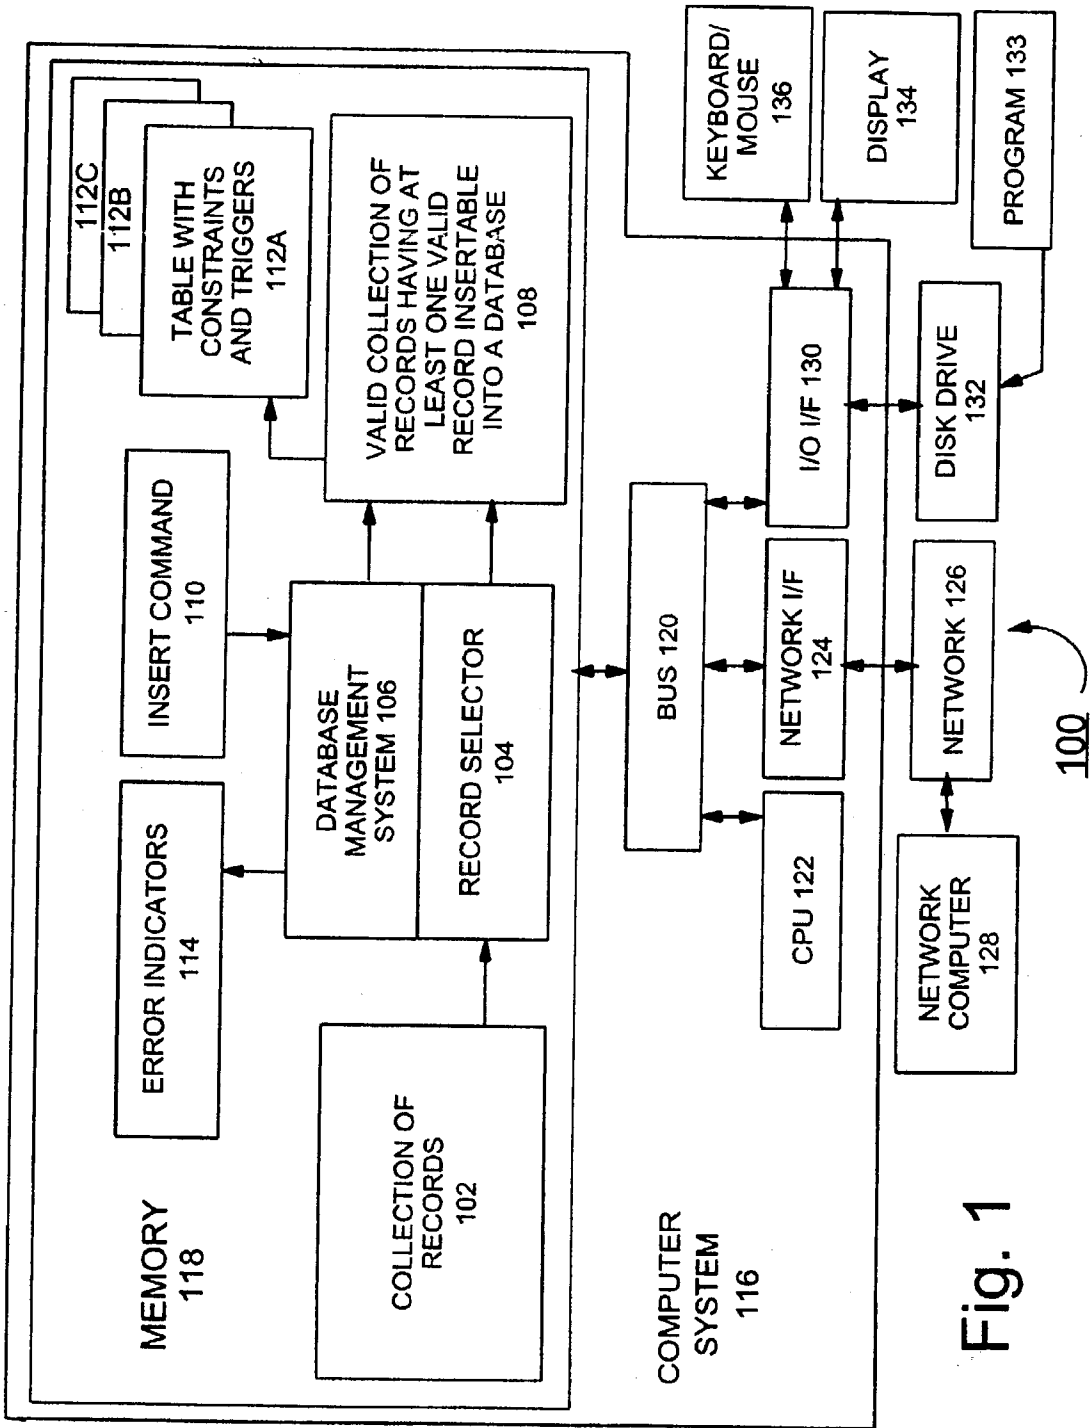 MEMORY
118
ERROR INDICATORS
114
INSERT COMMAND
110
112C
112B
TABLE WITH
CONSTRAINTS
AND TRIGGERS
112A
COLLECTION OF
RECORDS
102
DATABASE
MANAGEMENT
SYSTEM 106
RECORD SELECTOR
104
VALID COLLECTION OF
RECORDS HAVING AT
LEAST ONE VALID
RECORD INSERTABLE
INTO A DATABASE
108
COMPUTER
SYSTEM
116
BUS 120
CPU 122
NETWORK I/F
124
I/O I/F 130
KEYBOARD/
MOUSE
136
DISPLAY
134
NETWORK
COMPUTER
128
NETWORK 126
DISK DRIVE
132
PROGRAM 133
Fig. 1
100